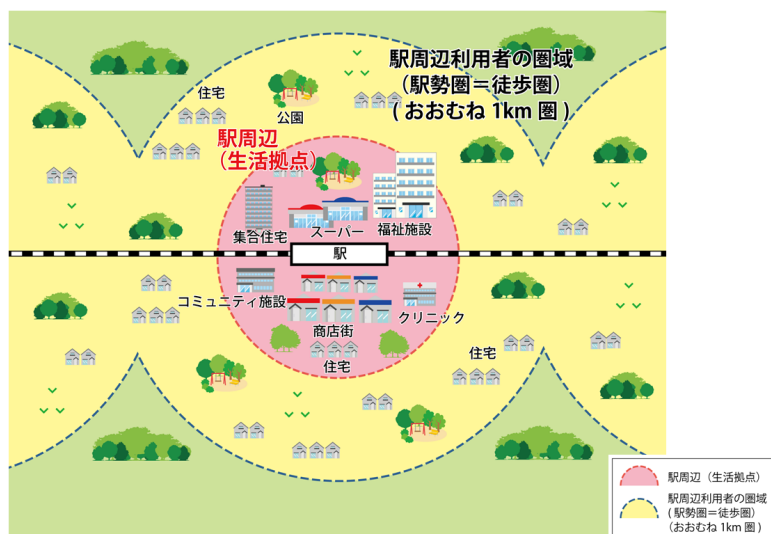 駅周辺利用者の圏域
（駅勢圏＝徒歩圏）
( おおむね 1km 圏 )
住宅
公園
駅周辺
（生活拠点）
集合住宅
スーパー
福祉施設
駅
コミュニティ施設
商店街
クリニック
住宅
住宅
駅周辺（生活拠点）
駅周辺利用者の圏域
( 駅勢圏＝徒歩圏）
（おおむね 1km 圏 )